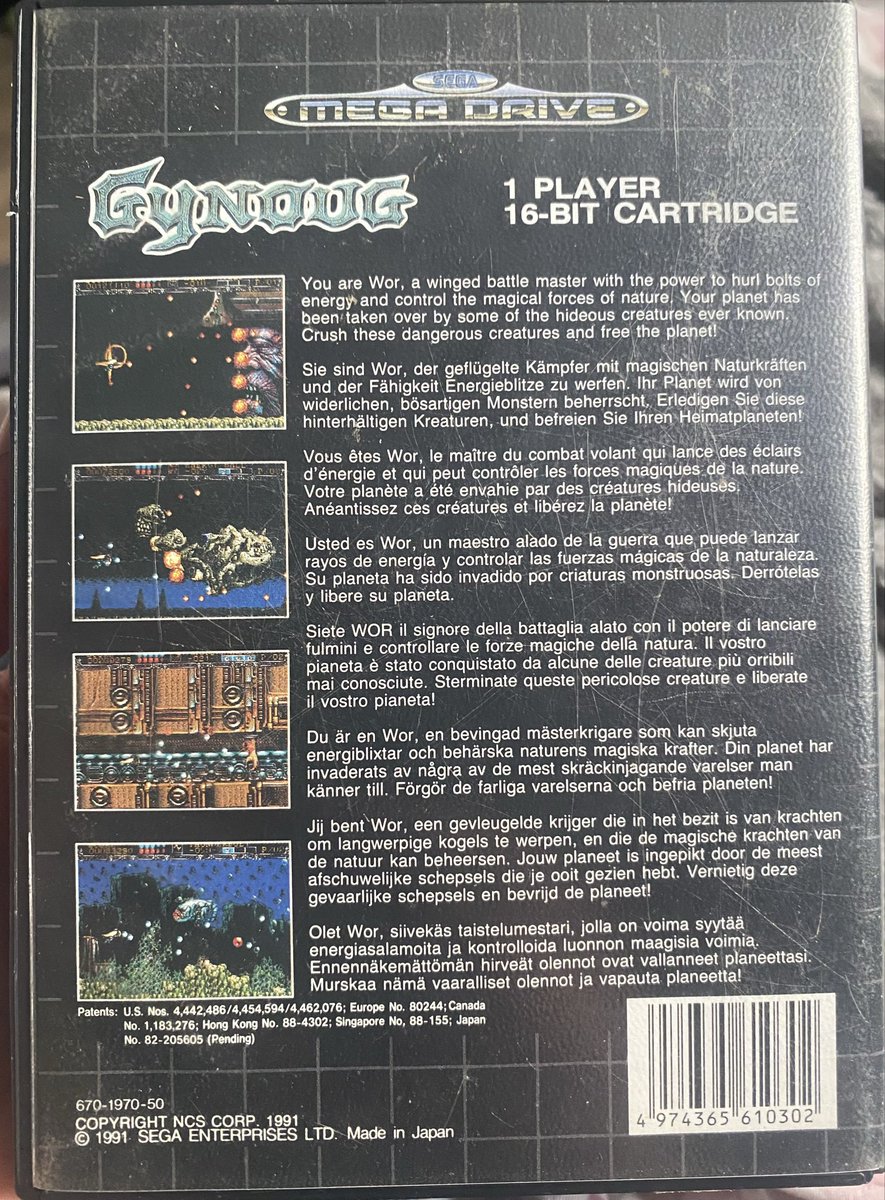 SEGA
MEGA DRIVE
GYNOUG
1 PLAYER
16-BIT CARTRIDGE
You are Wor, a winged battle master with the power to hurl bolts of
energy and control the magical forces of nature. Your planet has
been taken over by some of the hideous creatures ever known.
Crush these dangerous creatures and free the planet!
Sie sind Wor, der geflügelte Kämpfer mit magischen Naturkräften
und der Fähigkeit Energieblitze zu werfen. Ihr Planet wird von
widerlichen, bösartigen Monstern beherrscht. Erledigen Sie diese
hinterhältigen Kreaturen, und befreien Sie Ihren Heimatplaneten!
Vous êtes Wor, le maître du combat volant qui lance des éclairs
d'énergie et qui peut contrôler les forces magiques de la nature.
Votre planète a été envahie par des créatures hideuses.
Anéantissez ces créatures et libérez la planète!
Usted es Wor, un maestro alado de la guerra que puede lanzar
rayos de energía y controlar las fuerzas mágicas de la naturaleza.
Su planeta ha sido invadido por criaturas monstruosas. Derrótelas
y libere su planeta.
Siete WOR il signore della battaglia alato con il potere di lanciare
fulmini e controllare le forze magiche della natura. Il vostro
pianeta è stato conquistato da alcune delle creature più orribili
mai conosciute. Sterminate queste pericolose creature e liberate
il vostro pianeta!
Du är en Wor, en bevingad mästerkrigare som kan skjuta
energiblixtar och behärska naturens magiska krafter. Din planet har
invaderats av några av de mest skräckinjagande varelser man
känner till. Förgör de farliga varelserna och befria planeten!
Jij bent Wor, een gevleugelde krijger die in het bezit is van krachten
om langwerpige kogels te werpen, en die de magische krachten van
de natuur kan beheersen. Jouw planeet is ingepikt door de meest
afschuwelijke schepsels die je ooit gezien hebt. Vernietig deze
gevaarlijke schepsels en bevrijd de planeet!
Olet Wor, siivekäs taistelumestari, jolla on voima syytää
energiasalamoita ja kontrolloida luonnon maagisia voimia.
Ennennäkemättömän hirveät olennot ovat vallanneet planeettasi.
Murskaa nämä vaaralliset olennot ja vapauta planeetta!
Patents: U.S. Nos. 4,442,486/4,454,594/4,462,076; Europe No. 80244; Canada
No. 1,183,276; Hong Kong No. 88-4302; Singapore No, 88-155; Japan
No. 82-205605 (Pending)
670-1970-50
COPYRIGHT NCS CORP. 1991
© 1991 SEGA ENTERPRISES LTD. Made in Japan
4 974365 610302